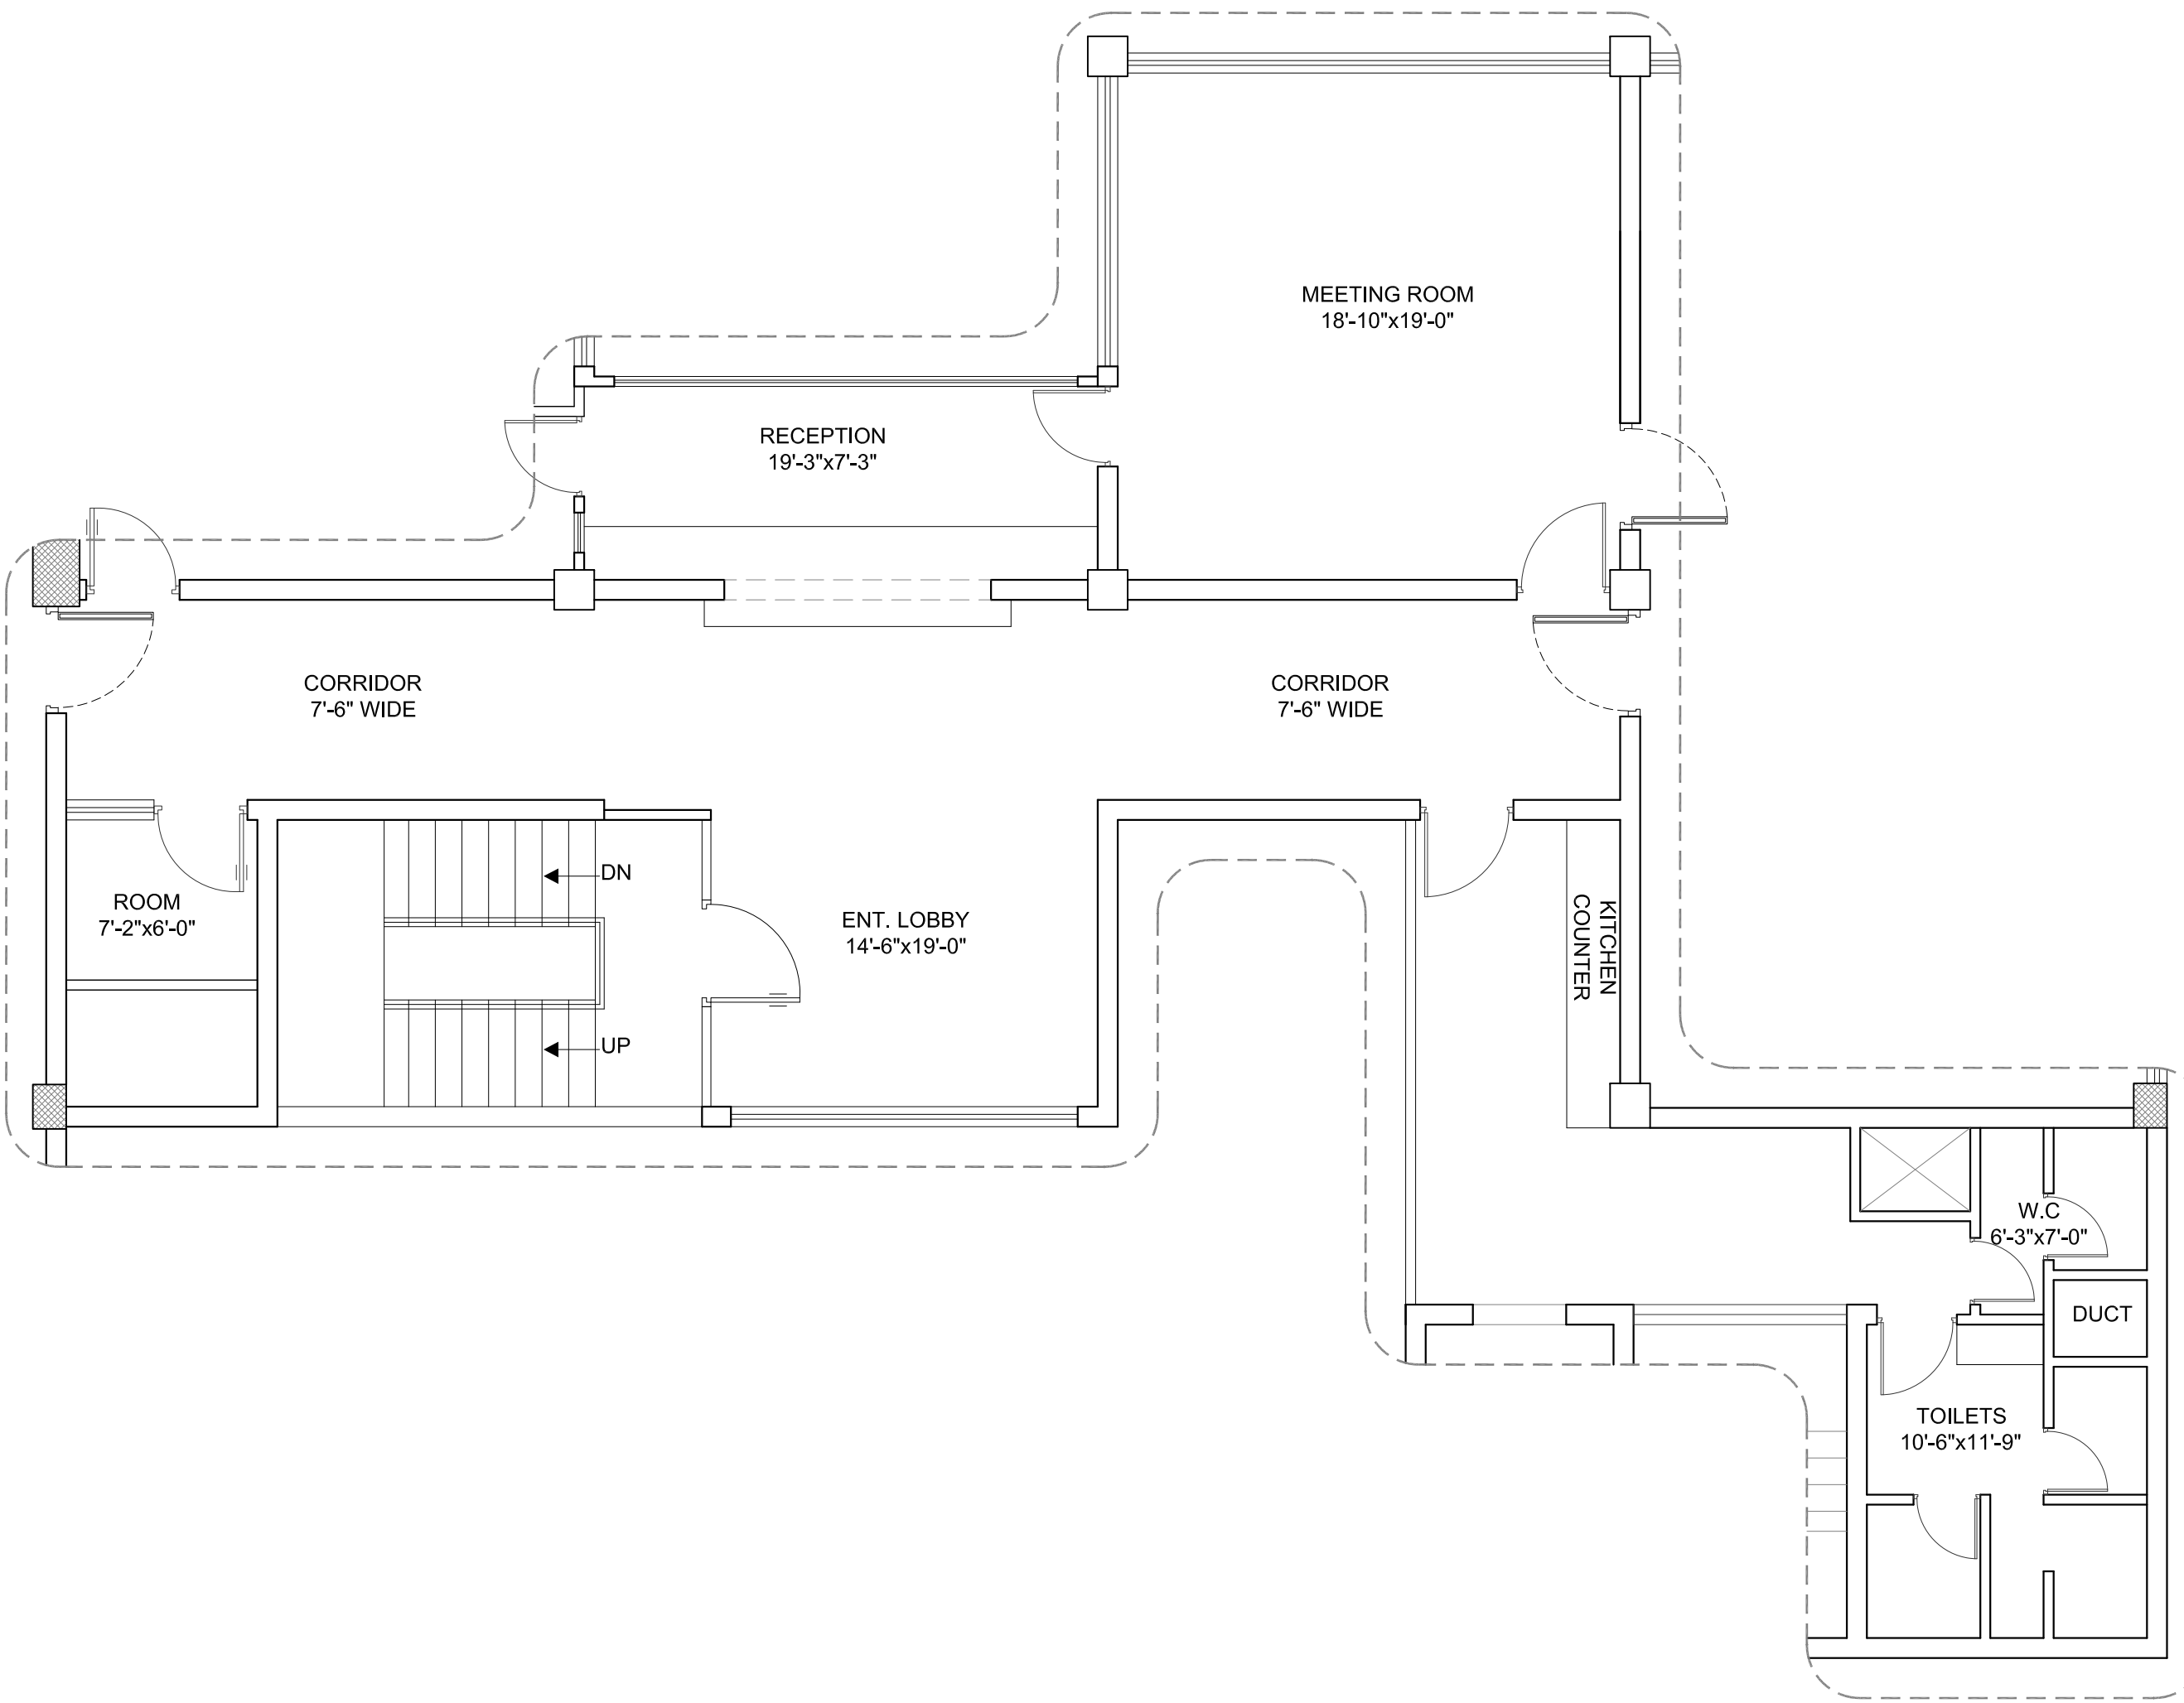 MEETING ROOM
18'-10"x19'-0"
RECEPTION
19'-3"x7'-3"
CORRIDOR
7'-6" WIDE
CORRIDOR
7'-6" WIDE
DN
ROOM
7'-2"x6'-0"
ENT. LOBBY
14'-6"x19'-0"
KITCHEN
COUNTER
UP
W.C
6'-3"x7'-0"
DUCT
TOILETS
10'-6"x11'-9"